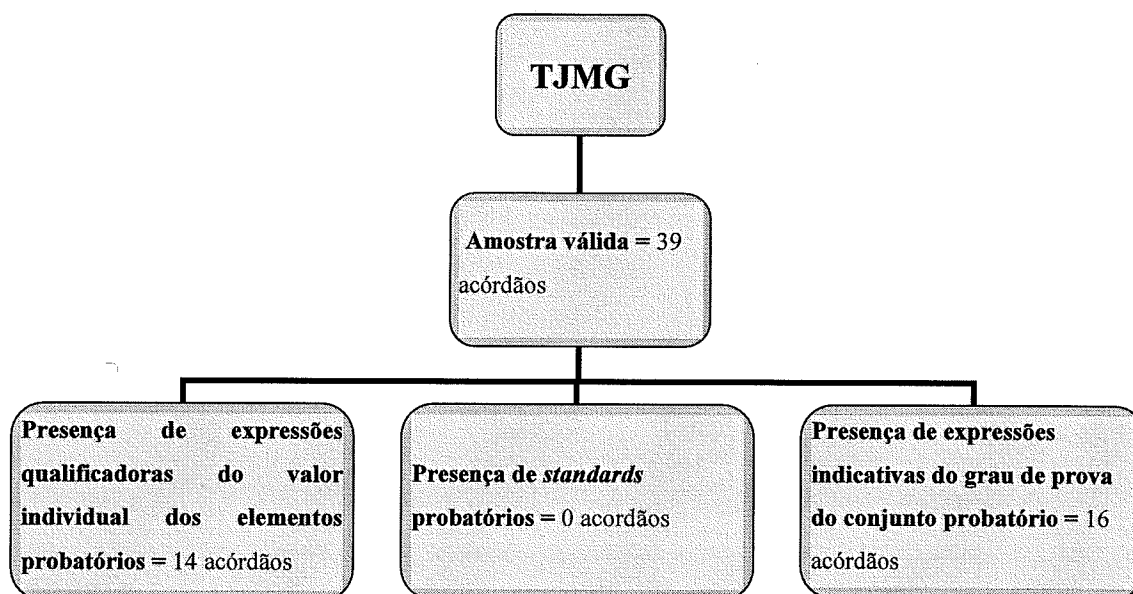 TJMG
Amostra válida = 39
acórdãos
Presença de expressões
qualificadoras do valor
individual dos elementos
probatórios = 14 acórdãos
Presença de standards
probatórios = 0 acordãos
Presença de expressões
indicativas do grau de prova
do conjunto probatório = 16
acórdãos